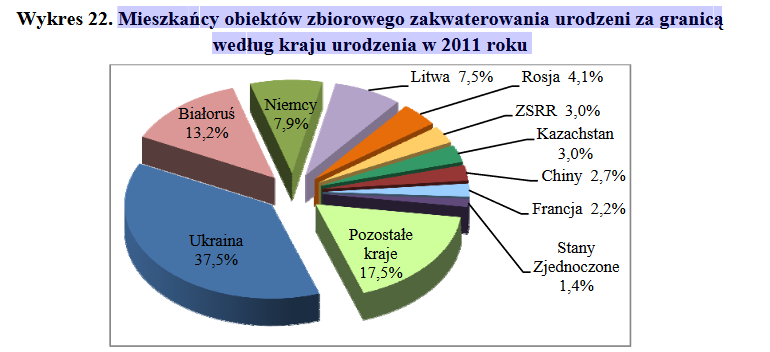 Wykres 22. Mieszkańcy obiektów zbiorowego zakwaterowania urodzeni za granicą
według kraju urodzenia w 2011 roku
Litwa 7,5%
Rosja 4,1%
ZSRR 3,0%
Kazachstan
3,0%
Chiny 2,7%
Francja 2,2%
Stany
Zjednoczone
1,4%
Pozostałe
kraje
17,5%
Ukraina
37,5%
Białoruś
13,2%
Niemcy
7,9%